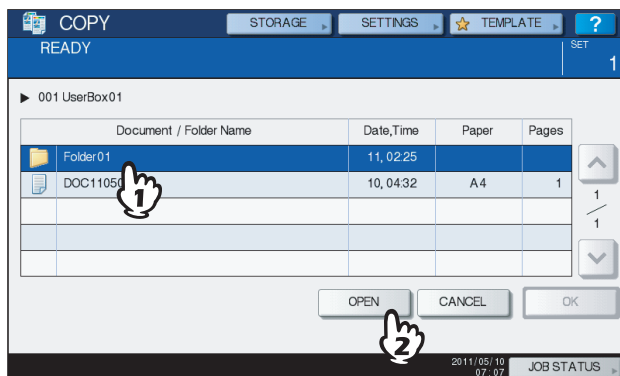 COPY STORAGE SETTINGS TEMPLATE ?
READY SET
1
001 UserBox01
Document / Folder Name Date,Time Paper Pages
Folder01 11, 02:25
DOC11050 10, 04:32 A4 1
1
1
1
OPEN CANCEL OK
2
2011/05/10
07:07 JOB STATUS